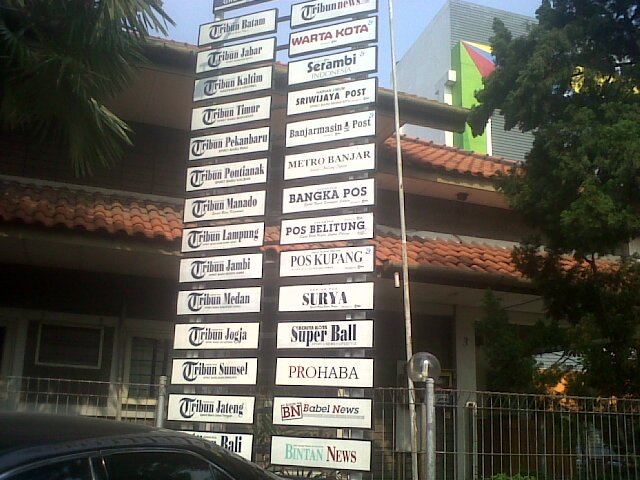 Tribun Batam
Tribun Jabar
Tribun Kaltim
Tribun Timur
Tribun Pekanbaru
Tribun Pontianak
Tribun Manado
Tribun Lampung
Tribun Jambi
Tribun Medan
Tribun Jogja
Tribun Sumsel
Tribun Jateng
Bali
Tribunnews
WARTA KOTA
Serambi
INDONESIA
SRIWIJAYA POST
Banjarmasin Post
METRO BANJAR
BANGKA POS
POS BELITUNG
POS KUPANG
SURYA
Super Ball
PROHABA
BN Babel News
BINTAN NEWS